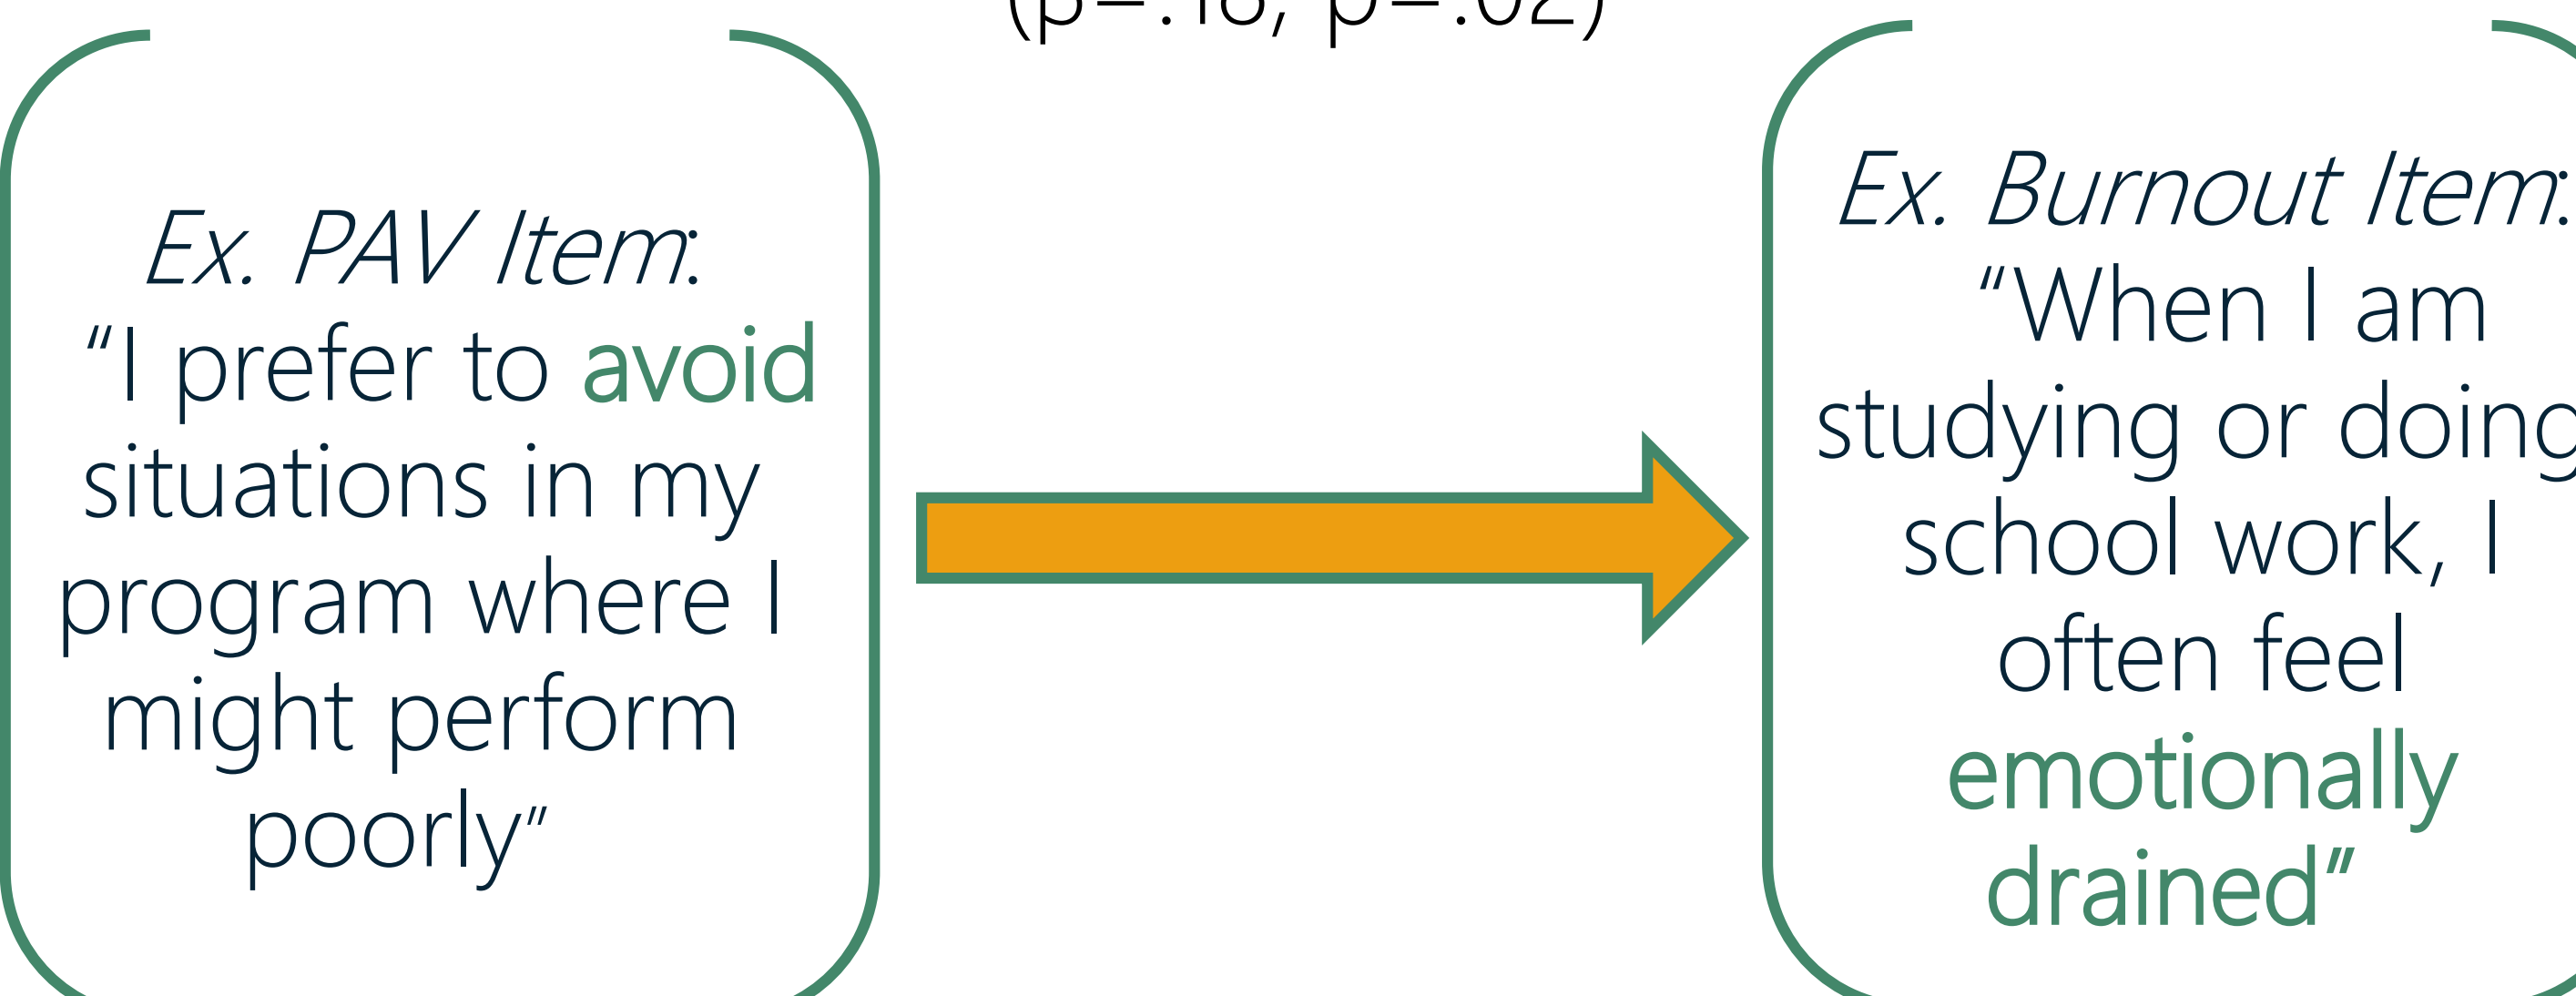 p=.02)
Ex. PAV Item:
“I prefer to avoid
situations in my
program where I
might perform
poorly”
Ex. Burnout Item:
“When I am
studying or doing
school work, I
often feel
emotionally
drained”